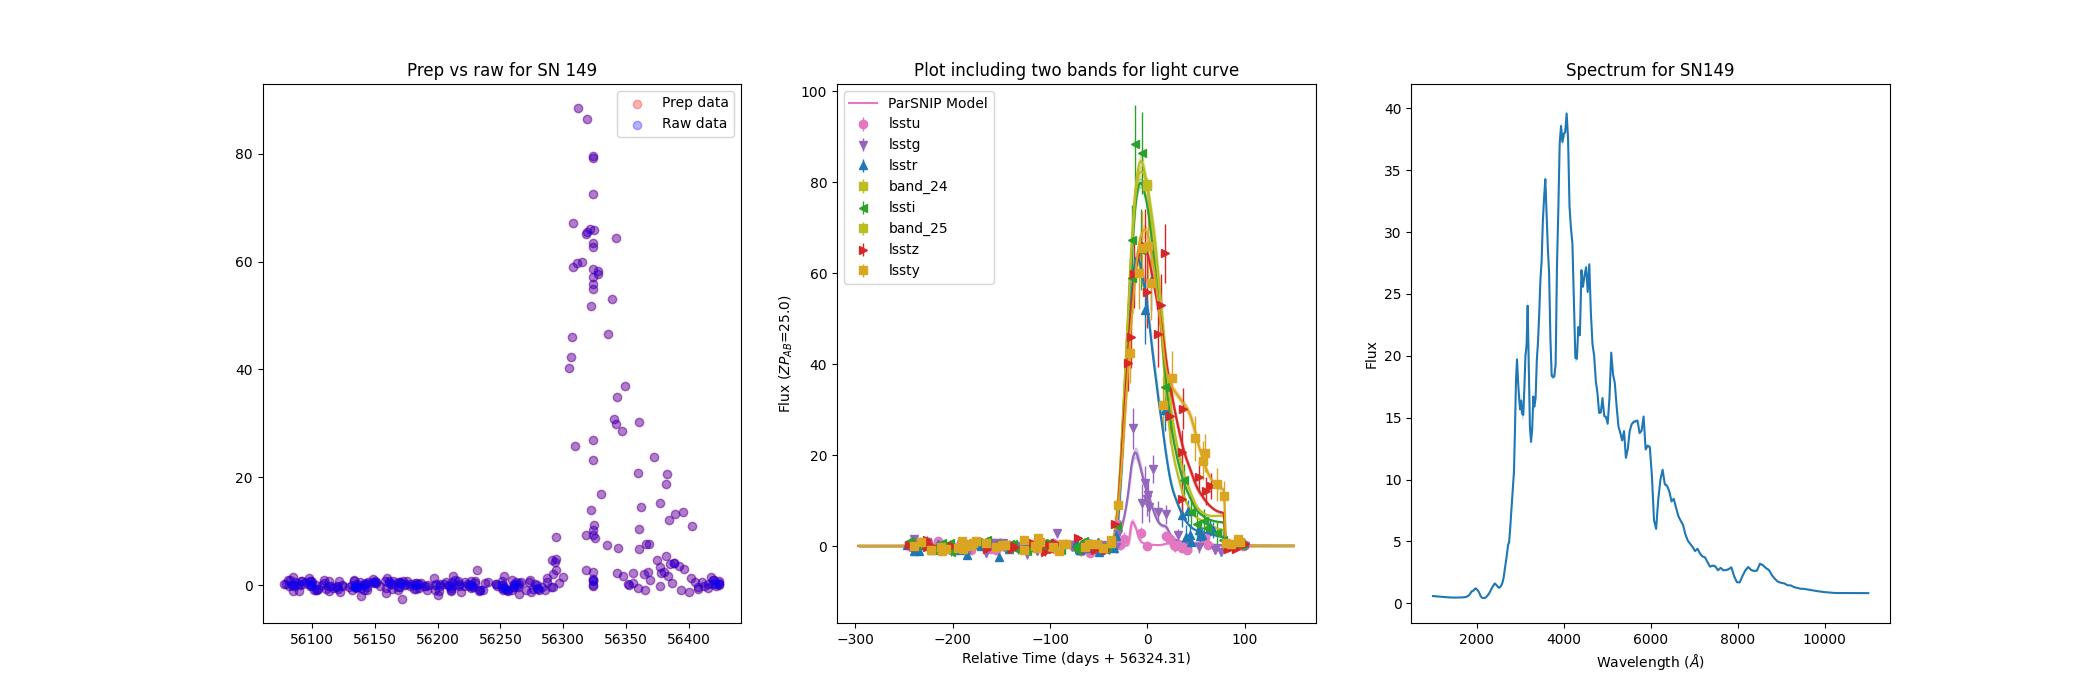 Prep vs raw for SN 149
Prep data
Raw data
80
60
40
20
0
56100 56150 56200 56250 56300 56350 56400
Plot including two bands for light curve
ParSNIP Model
lsstu
lsstg
lsstr
band_24
lssti
band_25
lsstz
lssty
Flux (ZP_AB=25.0)
100
80
60
40
20
0
−300 −200 −100 0 100
Relative Time (days + 56324.31)
Spectrum for SN149
Flux
40
35
30
25
20
15
10
5
0
2000 4000 6000 8000 10000
Wavelength (Å)